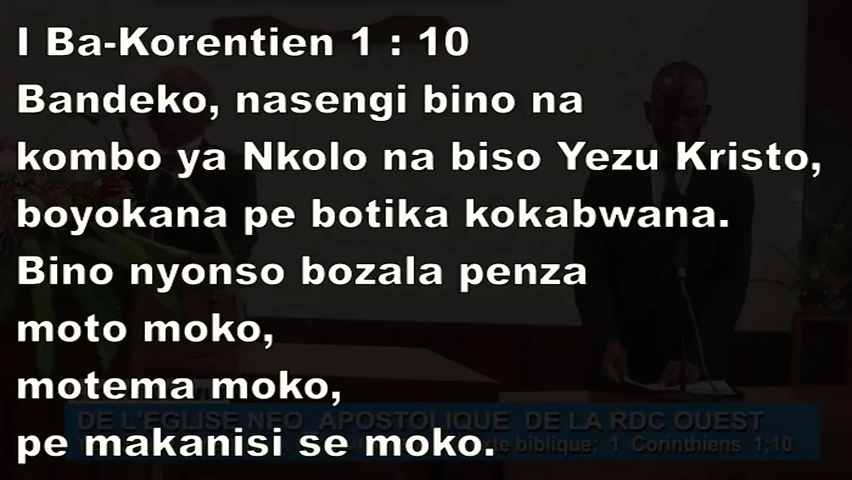 I Ba-Korentien 1 : 10
Bandeko, nasengi bino na
kombo ya Nkolo na biso Yezu Kristo,
boyokana pe botika kokabwana.
Bino nyonso bozala penza
moto moko,
motema moko,
DE L'EGLISE NEO APOSTOLIQUE DE LA RDC OUEST
pe makanisi se moko.
biblique: 1 Corinthiens 1;10